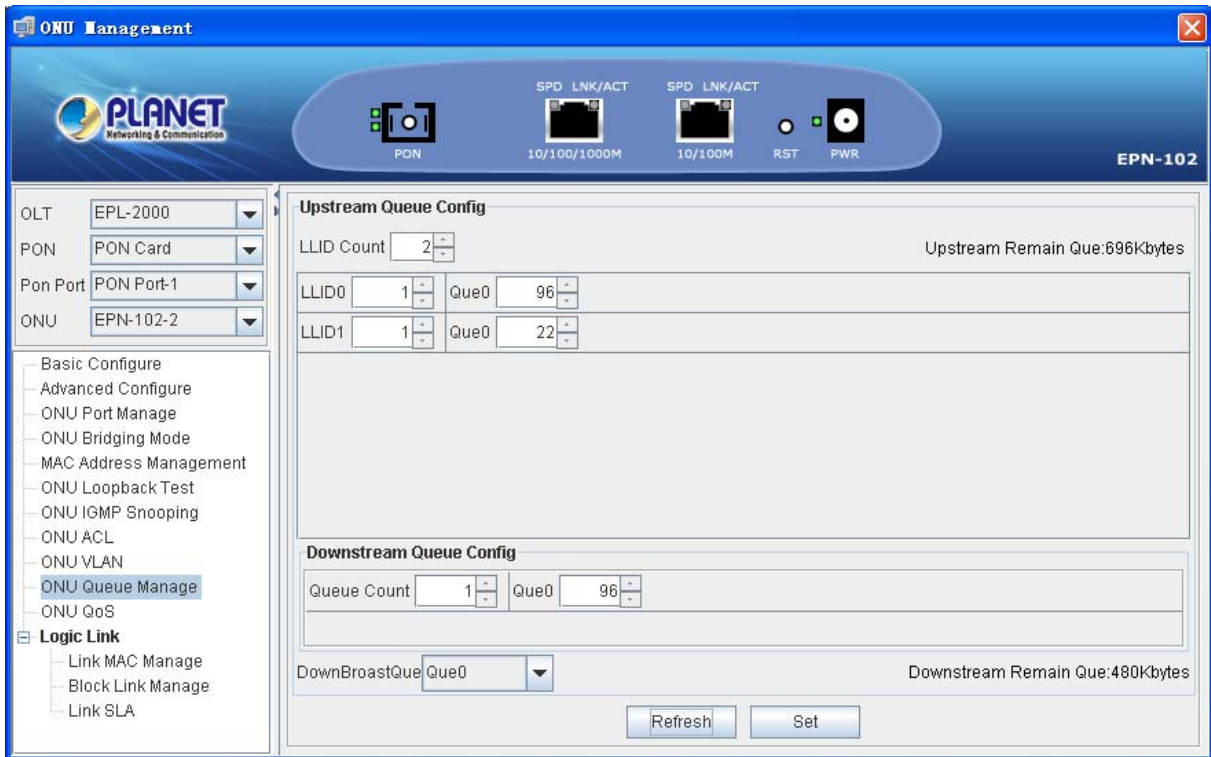 ONU Management
PLANET
Networking & Communication
SPD LNK/ACT SPD LNK/ACT
PON 10/100/1000M 10/100M RST PWR
EPN-102
OLT EPL-2000
PON PON Card
Pon Port PON Port-1
ONU EPN-102-2
Basic Configure
Advanced Configure
ONU Port Manage
ONU Bridging Mode
MAC Address Management
ONU Loopback Test
ONU IGMP Snooping
ONU ACL
ONU VLAN
ONU Queue Manage
ONU QoS
Logic Link
Link MAC Manage
Block Link Manage
Link SLA
Upstream Queue Config
LLID Count 2 Upstream Remain Que:696Kbytes
LLID0 1 Que0 96
LLID1 1 Que0 22
Downstream Queue Config
Queue Count 1 Que0 96
DownBroastQue Que0 Downstream Remain Que:480Kbytes
Refresh Set